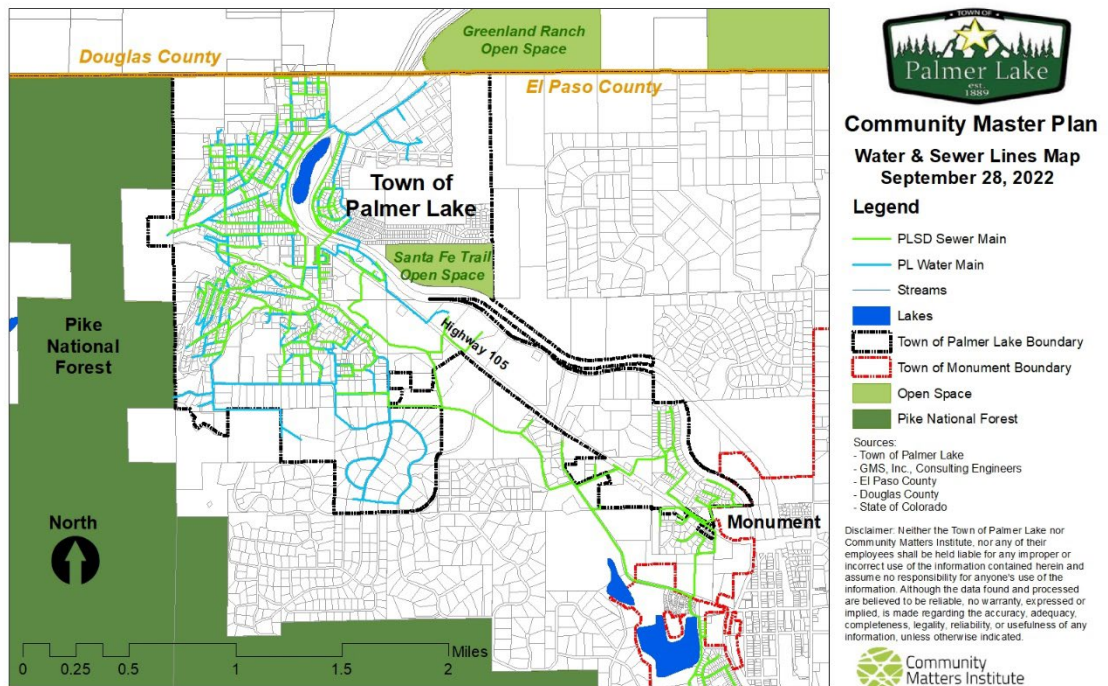 Greenland Ranch
Open Space
Douglas County
El Paso County
Town of
Palmer Lake
Santa Fe Trail
Open Space
Highway 105
Pike
National
Forest
Monument
North
Miles
0 0.25 0.5 1 1.5 2
TOWN OF
Palmer Lake
est.
1889
Community Master Plan
Water & Sewer Lines Map
September 28, 2022
Legend
PLSD Sewer Main
PL Water Main
Streams
Lakes
Town of Palmer Lake Boundary
Town of Monument Boundary
Open Space
Pike National Forest
Sources:
- Town of Palmer Lake
- GMS, Inc., Consulting Engineers
- El Paso County
- Douglas County
- State of Colorado
Disclaimer: Neither the Town of Palmer Lake nor
Community Matters Institute, nor any of their
employees shall be held liable for any improper or
incorrect use of the information contained herein and
assume no responsibility for anyone's use of the
information. Although the data found and processed
are believed to be reliable, no warranty, expressed or
implied, is made regarding the accuracy, adequacy,
completeness, legality, reliability, or usefulness of any
information, unless otherwise indicated.
Community
Matters Institute